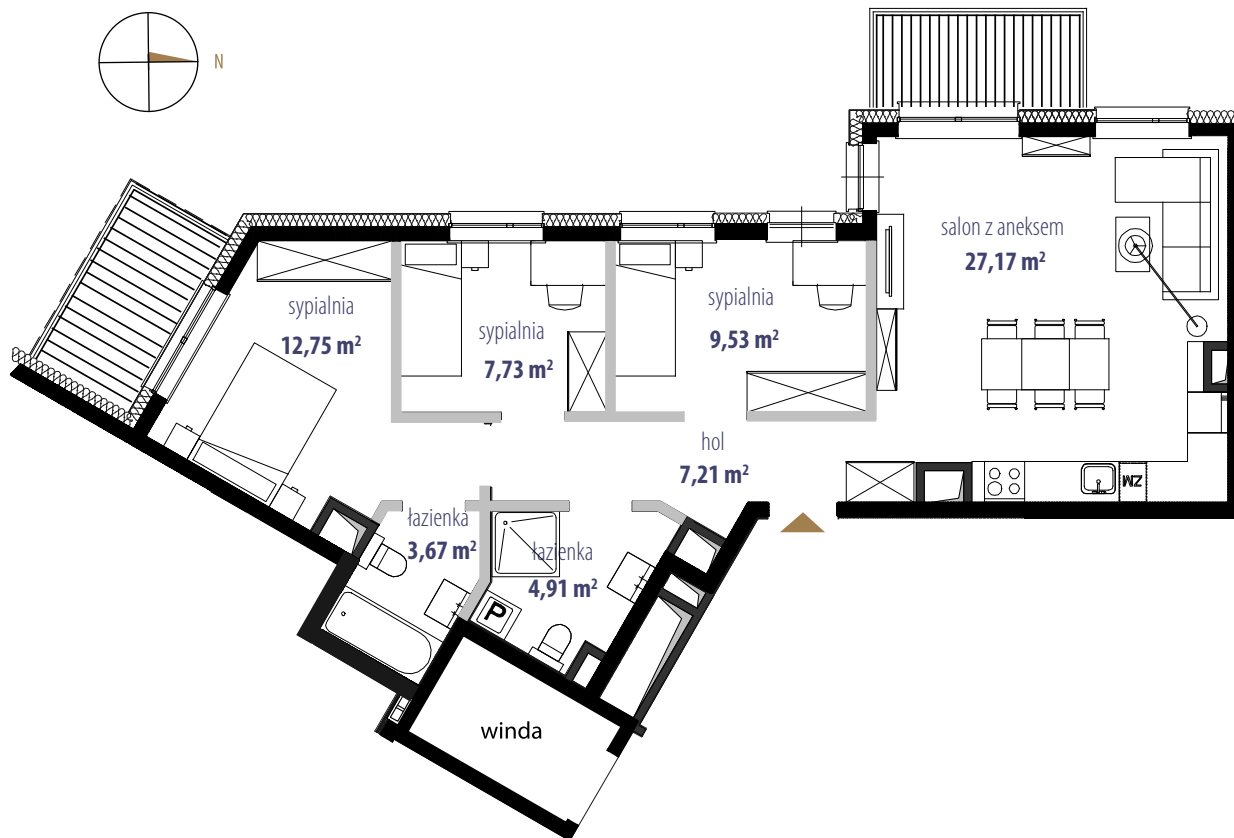 N
salon z aneksem
27,17 m²
sypialnia
12,75 m²
sypialnia
7,73 m²
sypialnia
9,53 m²
hol
7,21 m²
ZM
łazienka
3,67 m²
łazienka
4,91 m²
P
winda